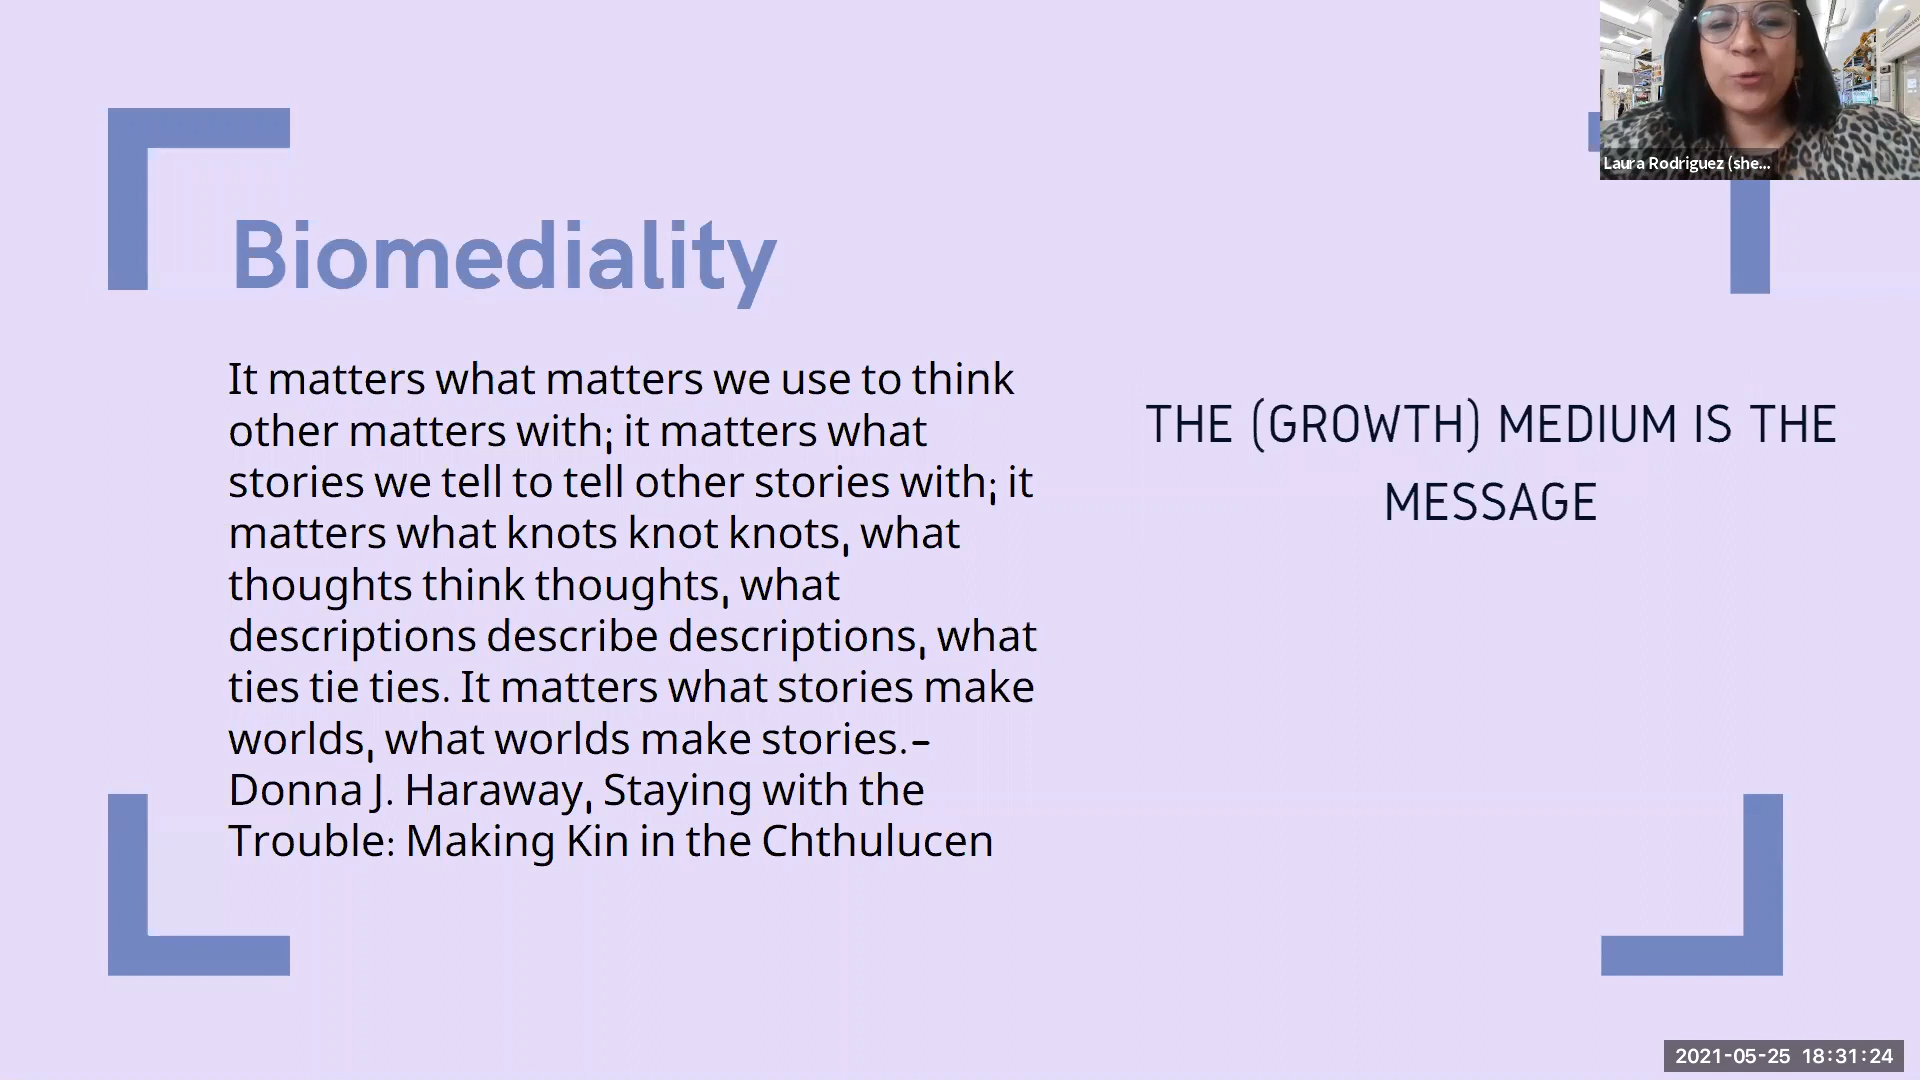 Laura Rodriguez (she...
Biomediality
It matters what matters we use to think
other matters with; it matters what
stories we tell to tell other stories with; it
matters what knots knot knots, what
thoughts think thoughts, what
descriptions describe descriptions, what
ties tie ties. It matters what stories make
worlds, what worlds make stories.–
Donna J. Haraway, Staying with the
Trouble: Making Kin in the Chthulucen
THE (GROWTH) MEDIUM IS THE
MESSAGE
2021-05-25 18:31:24